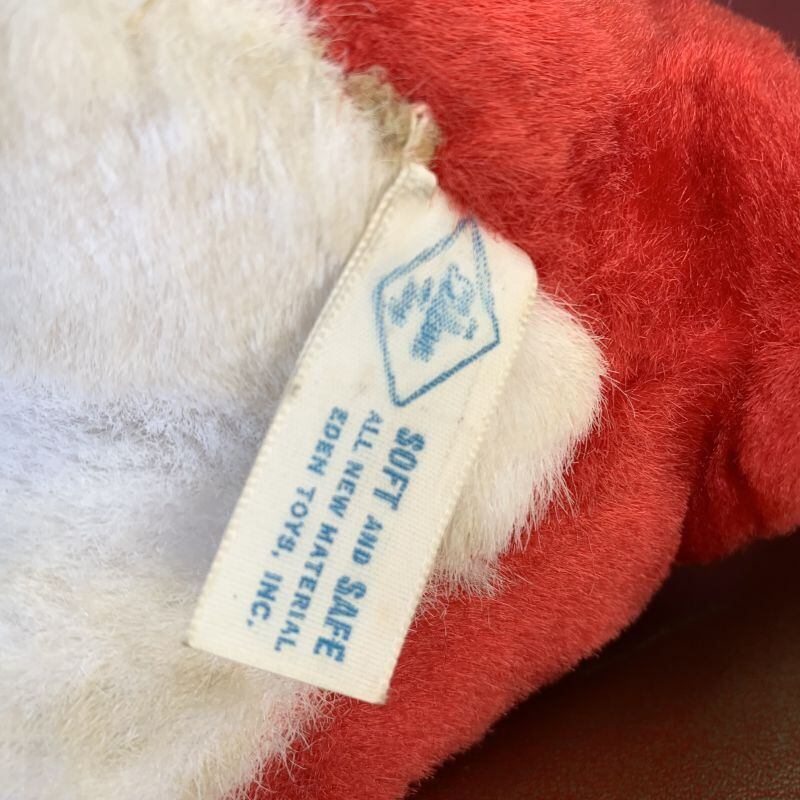 SOFT AND SAFE
ALL NEW MATERIAL
EDEN TOYS, INC.